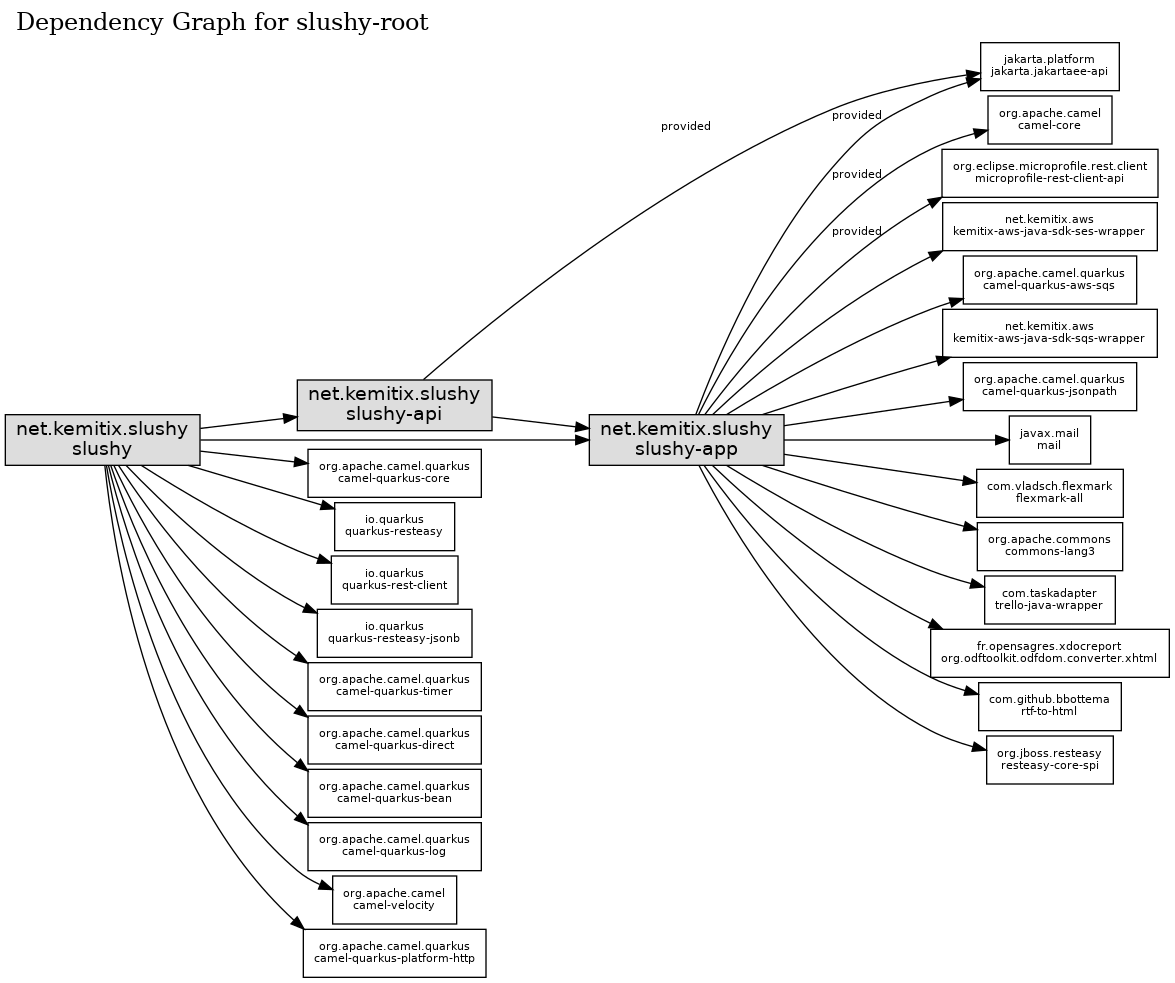 Dependency Graph for slushy-root
jakarta.platform
jakarta.jakartaee-api
provided
provided
org.apache.camel
camel-core
provided
org.eclipse.microprofile.rest.client
microprofile-rest-client-api
provided
net.kemitix.aws
kemitix-aws-java-sdk-ses-wrapper
org.apache.camel.quarkus
camel-quarkus-aws-sqs
net.kemitix.aws
kemitix-aws-java-sdk-sqs-wrapper
org.apache.camel.quarkus
camel-quarkus-jsonpath
net.kemitix.slushy
slushy-api
net.kemitix.slushy
slushy
net.kemitix.slushy
slushy-app
javax.mail
mail
org.apache.camel.quarkus
camel-quarkus-core
com.vladsch.flexmark
flexmark-all
io.quarkus
quarkus-resteasy
org.apache.commons
commons-lang3
io.quarkus
quarkus-rest-client
com.taskadapter
trello-java-wrapper
io.quarkus
quarkus-resteasy-jsonb
fr.opensagres.xdocreport
org.odftoolkit.odfdom.converter.xhtml
org.apache.camel.quarkus
camel-quarkus-timer
com.github.bbottema
rtf-to-html
org.apache.camel.quarkus
camel-quarkus-direct
org.jboss.resteasy
resteasy-core-spi
org.apache.camel.quarkus
camel-quarkus-bean
org.apache.camel.quarkus
camel-quarkus-log
org.apache.camel
camel-velocity
org.apache.camel.quarkus
camel-quarkus-platform-http